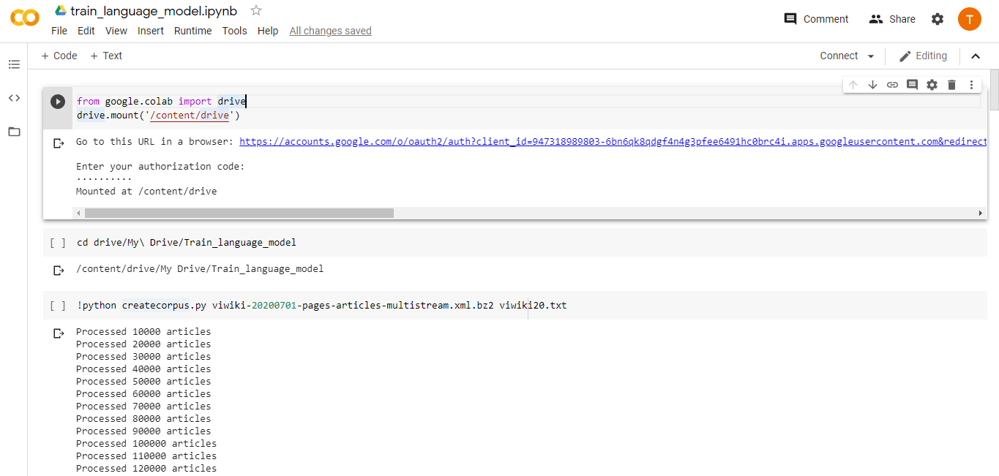 train_language_model.ipynb
Comment
Share
T
File Edit View Insert Runtime Tools Help All changes saved
+ Code + Text
Connect
Editing
from google.colab import drive
drive.mount('/content/drive')
Go to this URL in a browser: https://accounts.google.com/o/oauth2/auth?client_id=947318989803-6bn6qk8qdgf4n4g3pfee6491hc0brc4i.apps.googleusercontent.com&redirect
Enter your authorization code:
··········
Mounted at /content/drive
[ ] cd drive/My\ Drive/Train_language_model
/content/drive/My Drive/Train_language_model
[ ] !python createcorpus.py viwiki-20200701-pages-articles-multistream.xml.bz2 viwiki20.txt
Processed 10000 articles
Processed 20000 articles
Processed 30000 articles
Processed 40000 articles
Processed 50000 articles
Processed 60000 articles
Processed 70000 articles
Processed 80000 articles
Processed 90000 articles
Processed 100000 articles
Processed 110000 articles
Processed 120000 articles